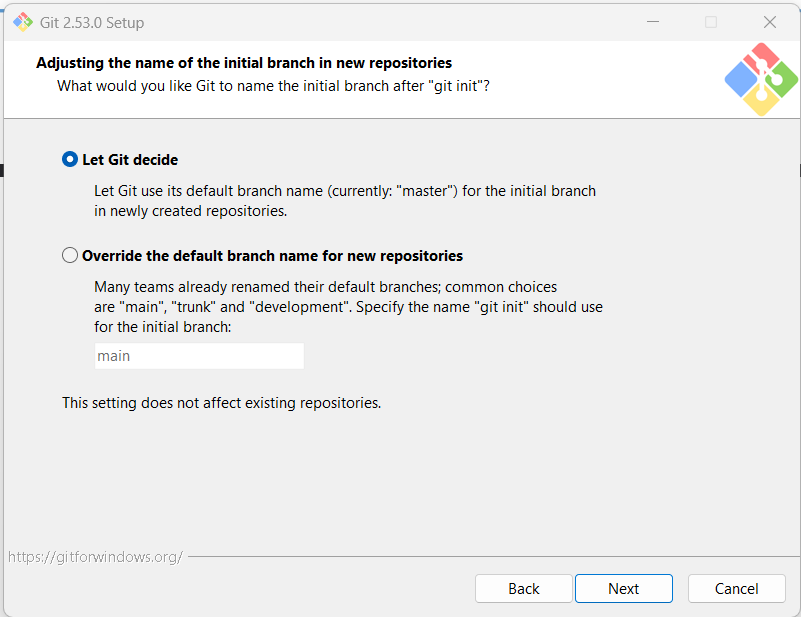 Git 2.53.0 Setup
Adjusting the name of the initial branch in new repositories
What would you like Git to name the initial branch after "git init"?
Let Git decide
Let Git use its default branch name (currently: "master") for the initial branch
in newly created repositories.
Override the default branch name for new repositories
Many teams already renamed their default branches; common choices
are "main", "trunk" and "development". Specify the name "git init" should use
for the initial branch:
main
This setting does not affect existing repositories.
https://gitforwindows.org/
Back
Next
Cancel